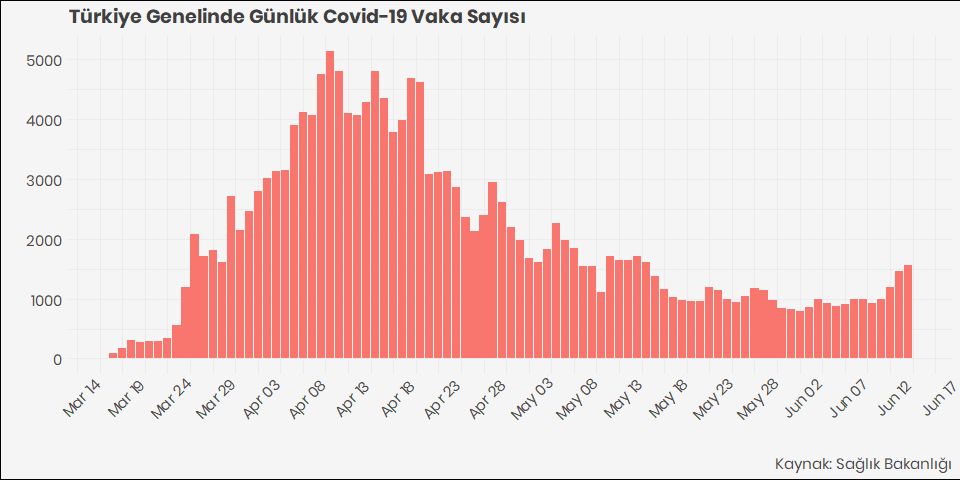 Türkiye Genelinde Günlük Covid-19 Vaka Sayısı
5000
4000
3000
2000
1000
0
Mar 14
Mar 19
Mar 24
Mar 29
Apr 03
Apr 08
Apr 13
Apr 18
Apr 23
Apr 28
May 03
May 08
May 13
May 18
May 23
May 28
Jun 02
Jun 07
Jun 12
Jun 17
Kaynak: Sağlık Bakanlığı